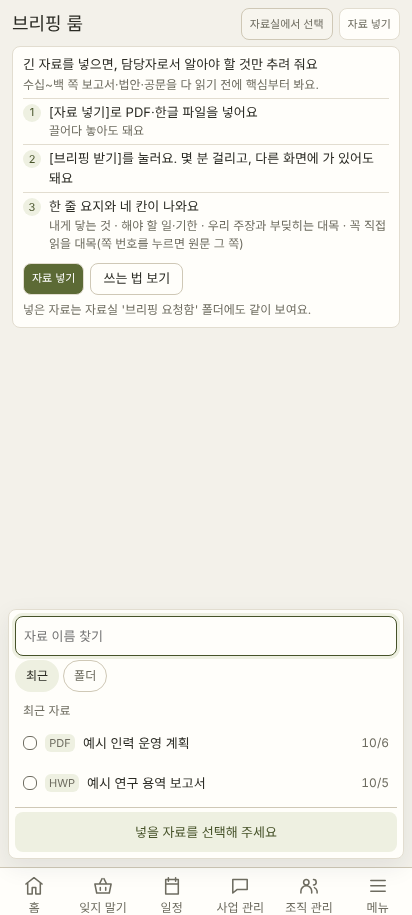 브리핑 룸
자료실에서 선택
자료 넣기
긴 자료를 넣으면, 담당자로서 알아야 할 것만 추려 줘요
수십~백 쪽 보고서·법안·공문을 다 읽기 전에 핵심부터 봐요.
1 [자료 넣기]로 PDF·한글 파일을 넣어요
끌어다 놓아도 돼요
2 [브리핑 받기]를 눌러요. 몇 분 걸리고, 다른 화면에 가 있어도
돼요
3 한 줄 요지와 네 칸이 나와요
내게 닿는 것 · 해야 할 일·기한 · 우리 주장과 부딪히는 대목 · 꼭 직접
읽을 대목(쪽 번호를 누르면 원문 그 쪽)
자료 넣기
쓰는 법 보기
넣은 자료는 자료실 '브리핑 요청함' 폴더에도 같이 보여요.
자료 이름 찾기
최근
폴더
최근 자료
PDF 예시 인력 운영 계획 10/6
HWP 예시 연구 용역 보고서 10/5
넣을 자료를 선택해 주세요
홈
잊지 말기
일정
사업 관리
조직 관리
메뉴